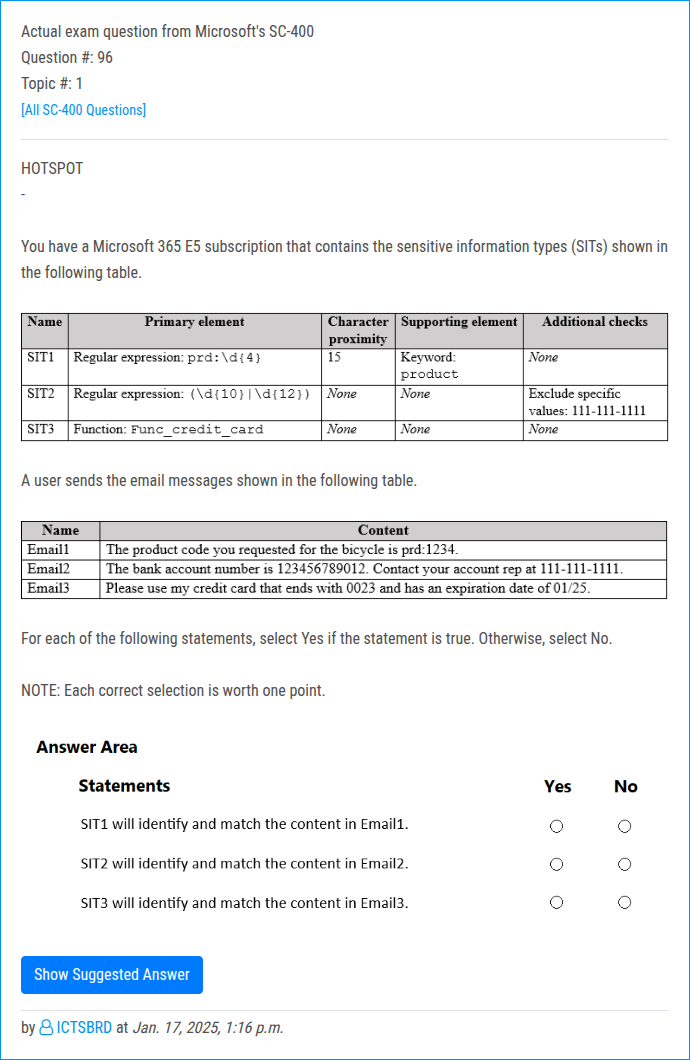 Actual exam question from Microsoft's SC-400
Question #: 96
Topic #: 1
[All SC-400 Questions]
HOTSPOT
-
You have a Microsoft 365 E5 subscription that contains the sensitive information types (SITs) shown in
the following table.
Name Primary element Character proximity Supporting element Additional checks
SIT1 Regular expression: prd:\d{4} 15 Keyword: product None
SIT2 Regular expression: (\d{10}|\d{12}) None None Exclude specific values: 111-111-1111
SIT3 Function: Func_credit_card None None None
A user sends the email messages shown in the following table.
Name Content
Email1 The product code you requested for the bicycle is prd:1234.
Email2 The bank account number is 123456789012. Contact your account rep at 111-111-1111.
Email3 Please use my credit card that ends with 0023 and has an expiration date of 01/25.
For each of the following statements, select Yes if the statement is true. Otherwise, select No.
NOTE: Each correct selection is worth one point.
Answer Area
Statements Yes No
SIT1 will identify and match the content in Email1.
SIT2 will identify and match the content in Email2.
SIT3 will identify and match the content in Email3.
Show Suggested Answer
by ICTSBRD at Jan. 17, 2025, 1:16 p.m.